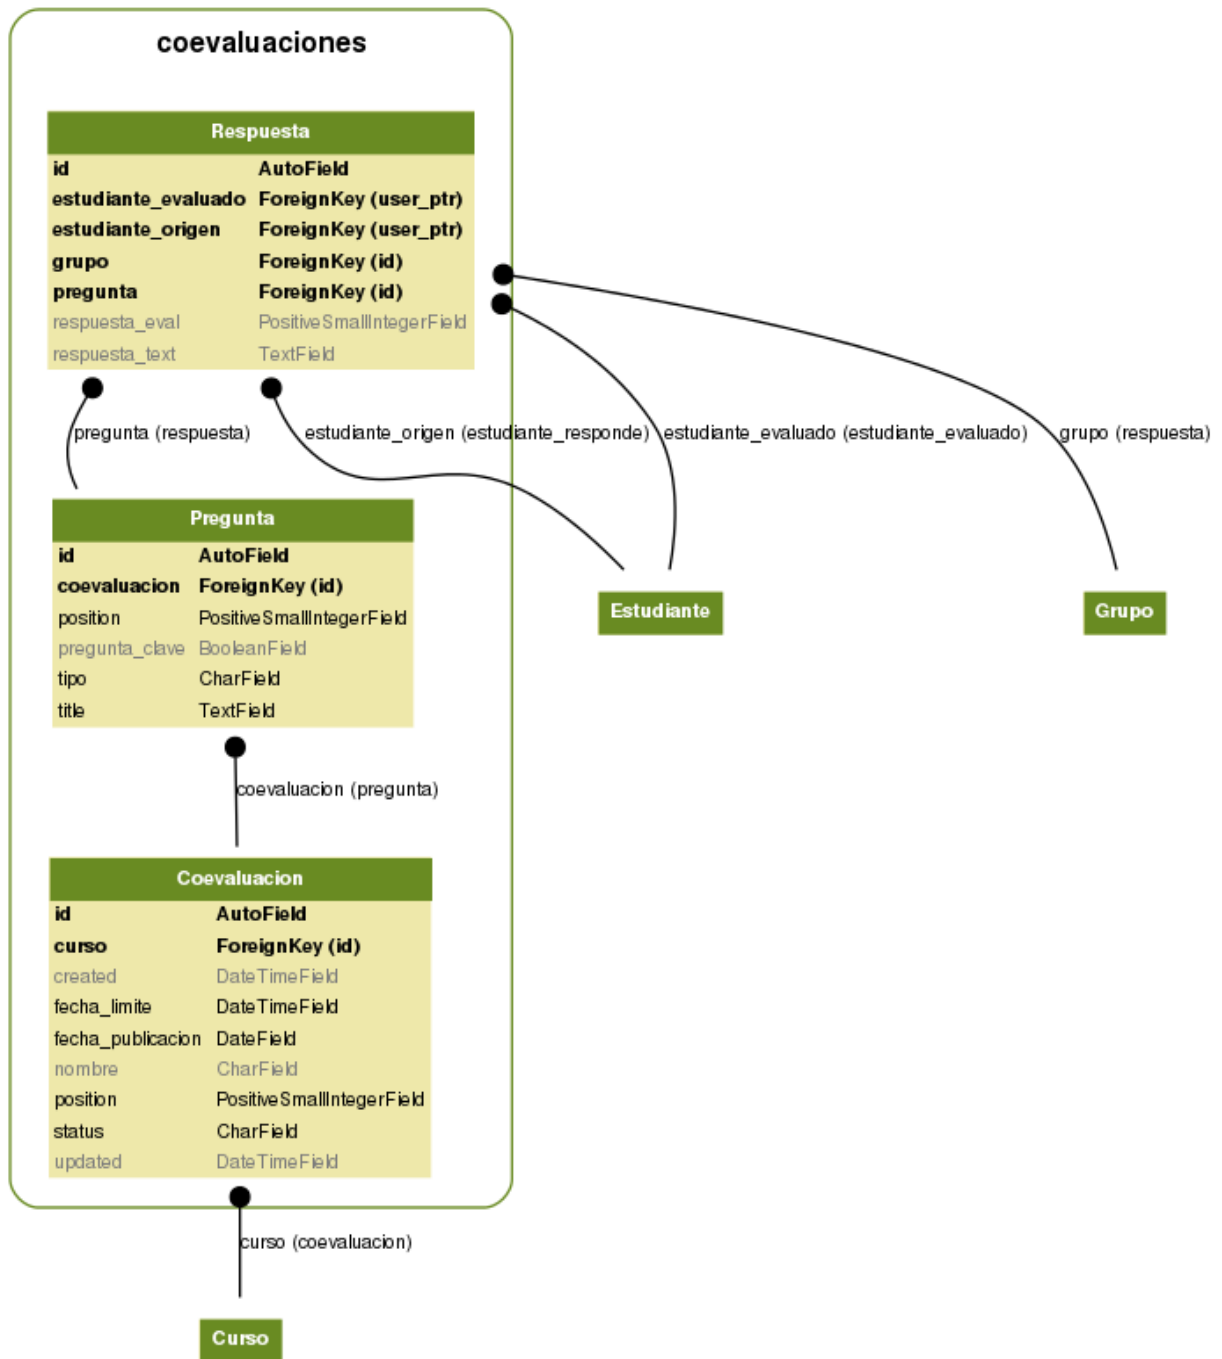 coevaluaciones
Respuesta
id AutoField
estudiante_evaluado ForeignKey (user_ptr)
estudiante_origen ForeignKey (user_ptr)
grupo ForeignKey (id)
pregunta ForeignKey (id)
respuesta_eval PositiveSmallIntegerField
respuesta_text TextField
pregunta (respuesta)
estudiante_origen (estudiante_responde)
estudiante_evaluado (estudiante_evaluado)
grupo (respuesta)
Pregunta
id AutoField
coevaluacion ForeignKey (id)
position PositiveSmallIntegerField
pregunta_clave BooleanField
tipo CharField
title TextField
Estudiante
Grupo
coevaluacion (pregunta)
Coevaluacion
id AutoField
curso ForeignKey (id)
created DateTimeField
fecha_limite DateTimeField
fecha_publicacion DateField
nombre CharField
position PositiveSmallIntegerField
status CharField
updated DateTimeField
curso (coevaluacion)
Curso